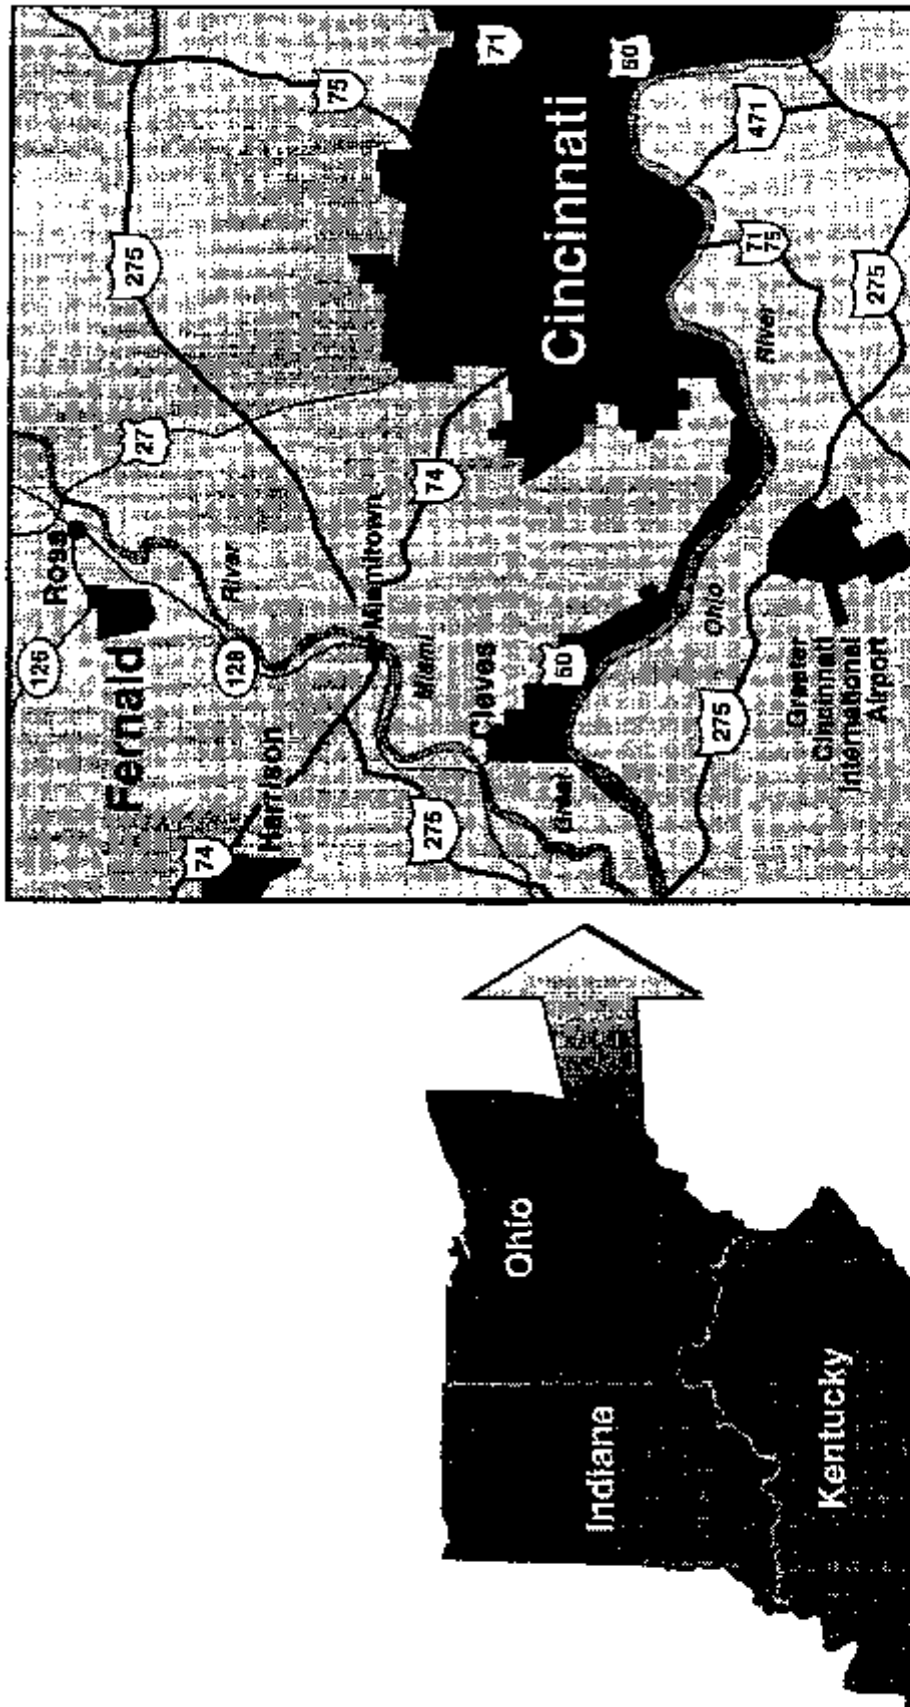 Ohio
Indiana
Kentucky
126
Ross
27
Fernald
128
River
275
75
74
Harrison
Miamitown
74
Miami
275
Cleves
50
Cincinnati
71
50
471
71
75
275
River
Ohio
275
Greater
Cincinnati
International
Airport